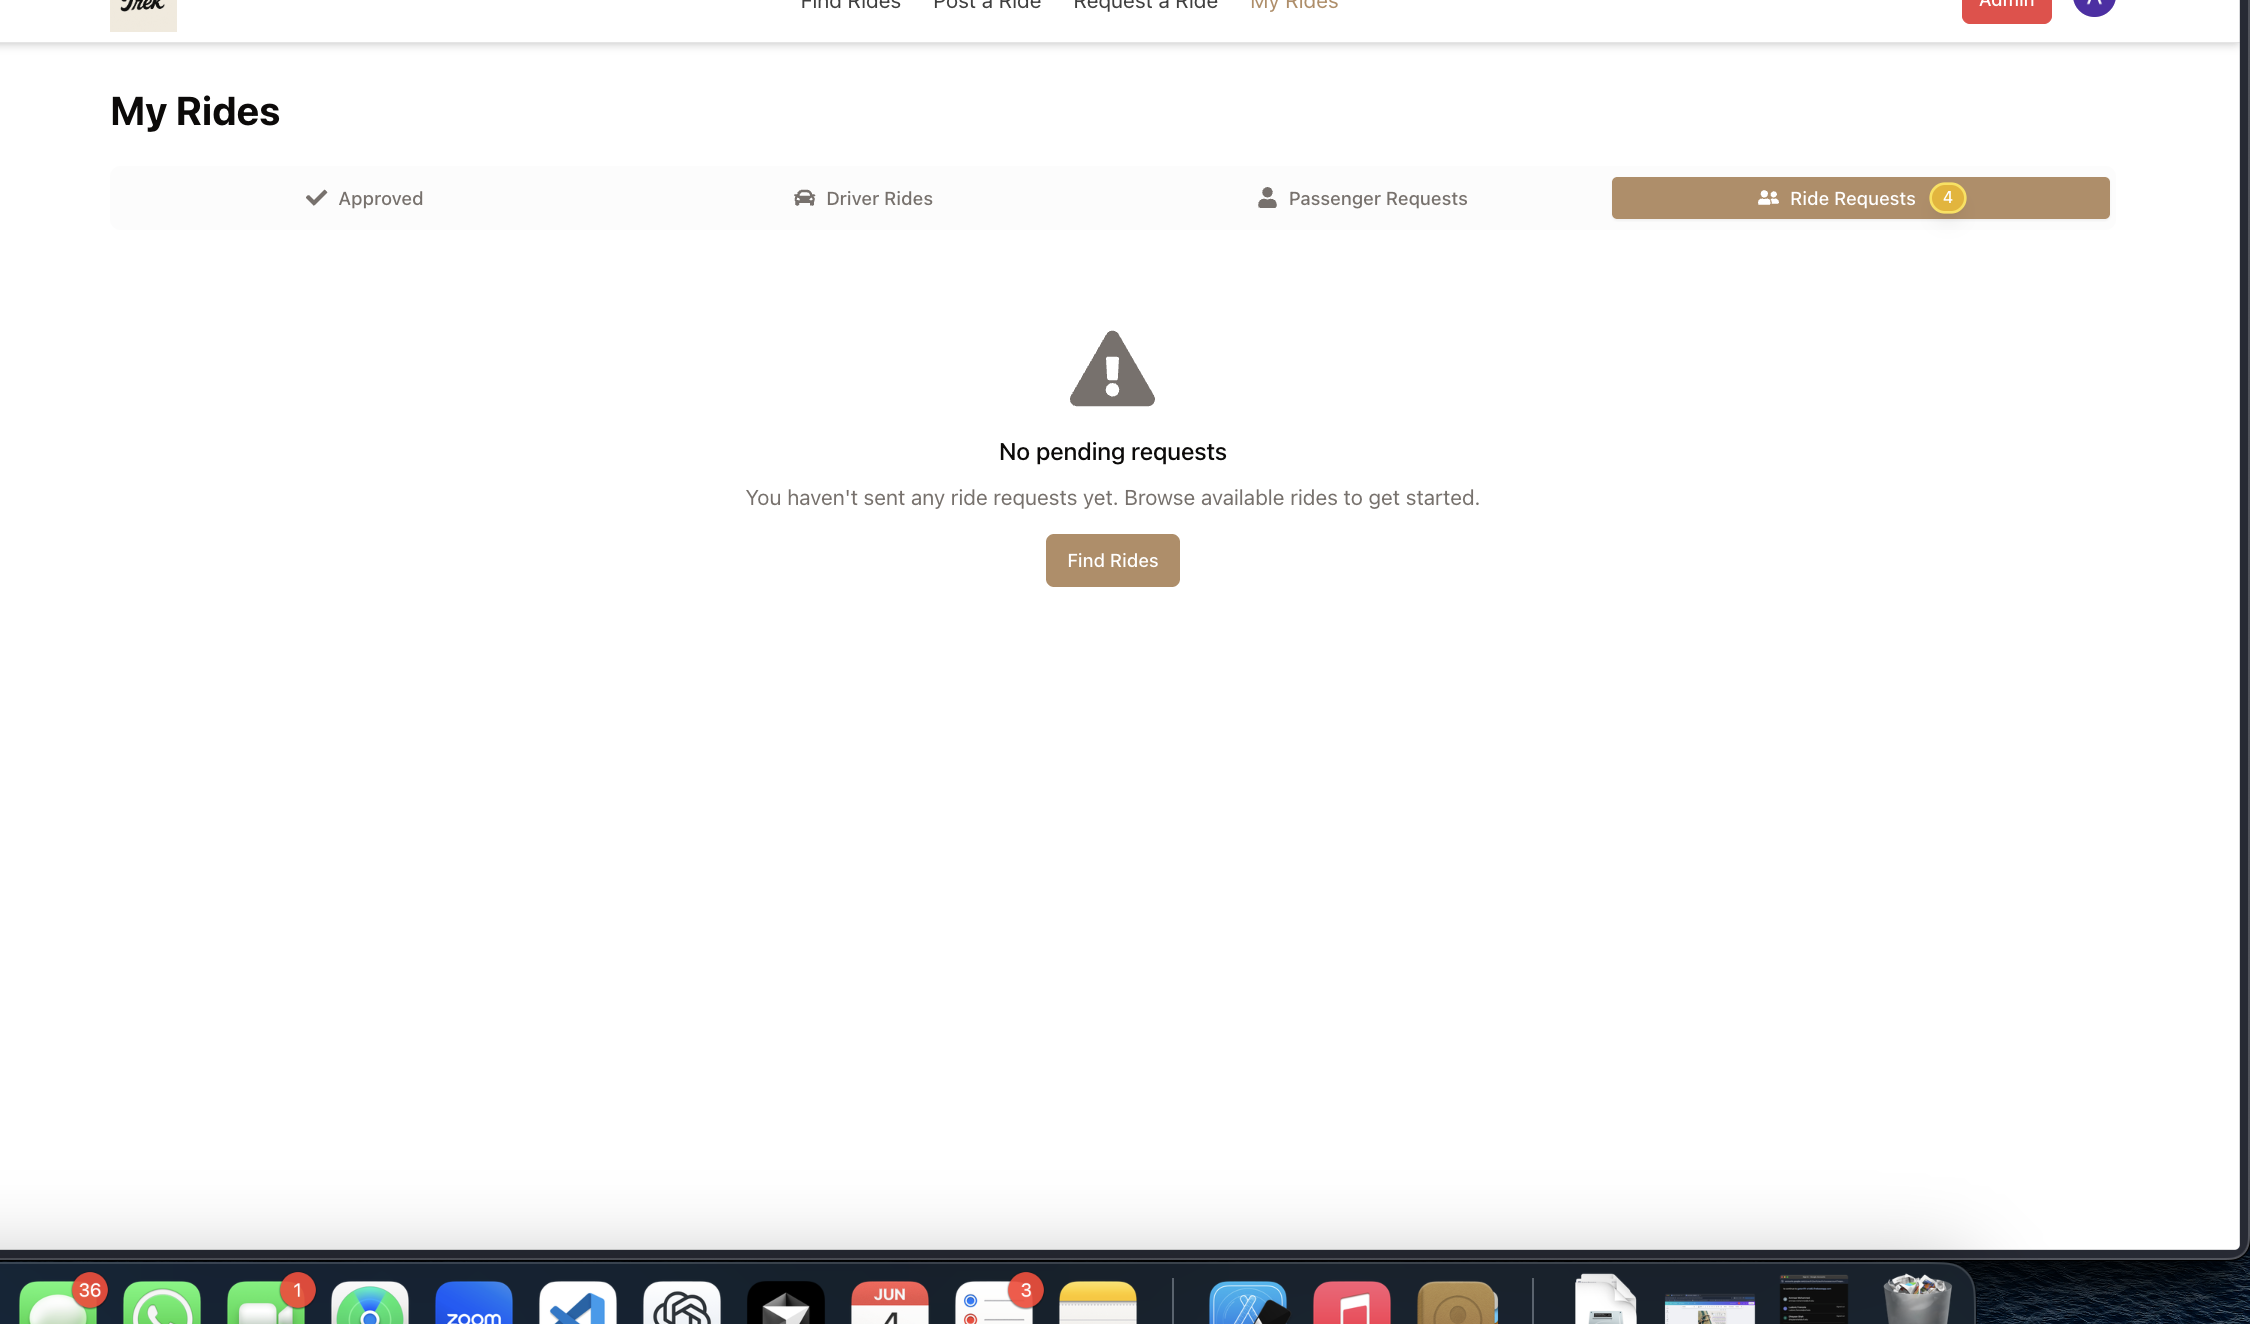 Trek
Find Rides Post a Ride Request a Ride My Rides
Admin A
My Rides
Approved Driver Rides Passenger Requests Ride Requests 4
No pending requests
You haven't sent any ride requests yet. Browse available rides to get started.
Find Rides
36 1 3
zoom JUN
4